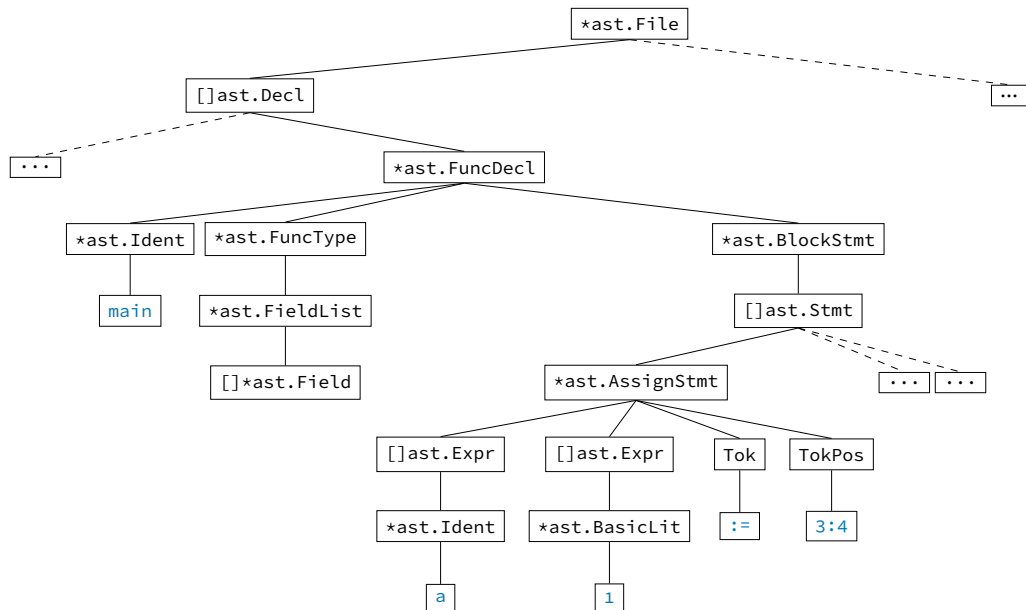 *ast.File
[]ast.Decl
...
...
*ast.FuncDecl
*ast.Ident
*ast.FuncType
*ast.BlockStmt
main
*ast.FieldList
[]ast.Stmt
[]*ast.Field
*ast.AssignStmt
...
...
[]ast.Expr
[]ast.Expr
Tok
TokPos
*ast.Ident
*ast.BasicLit
:=
3:4
a
1